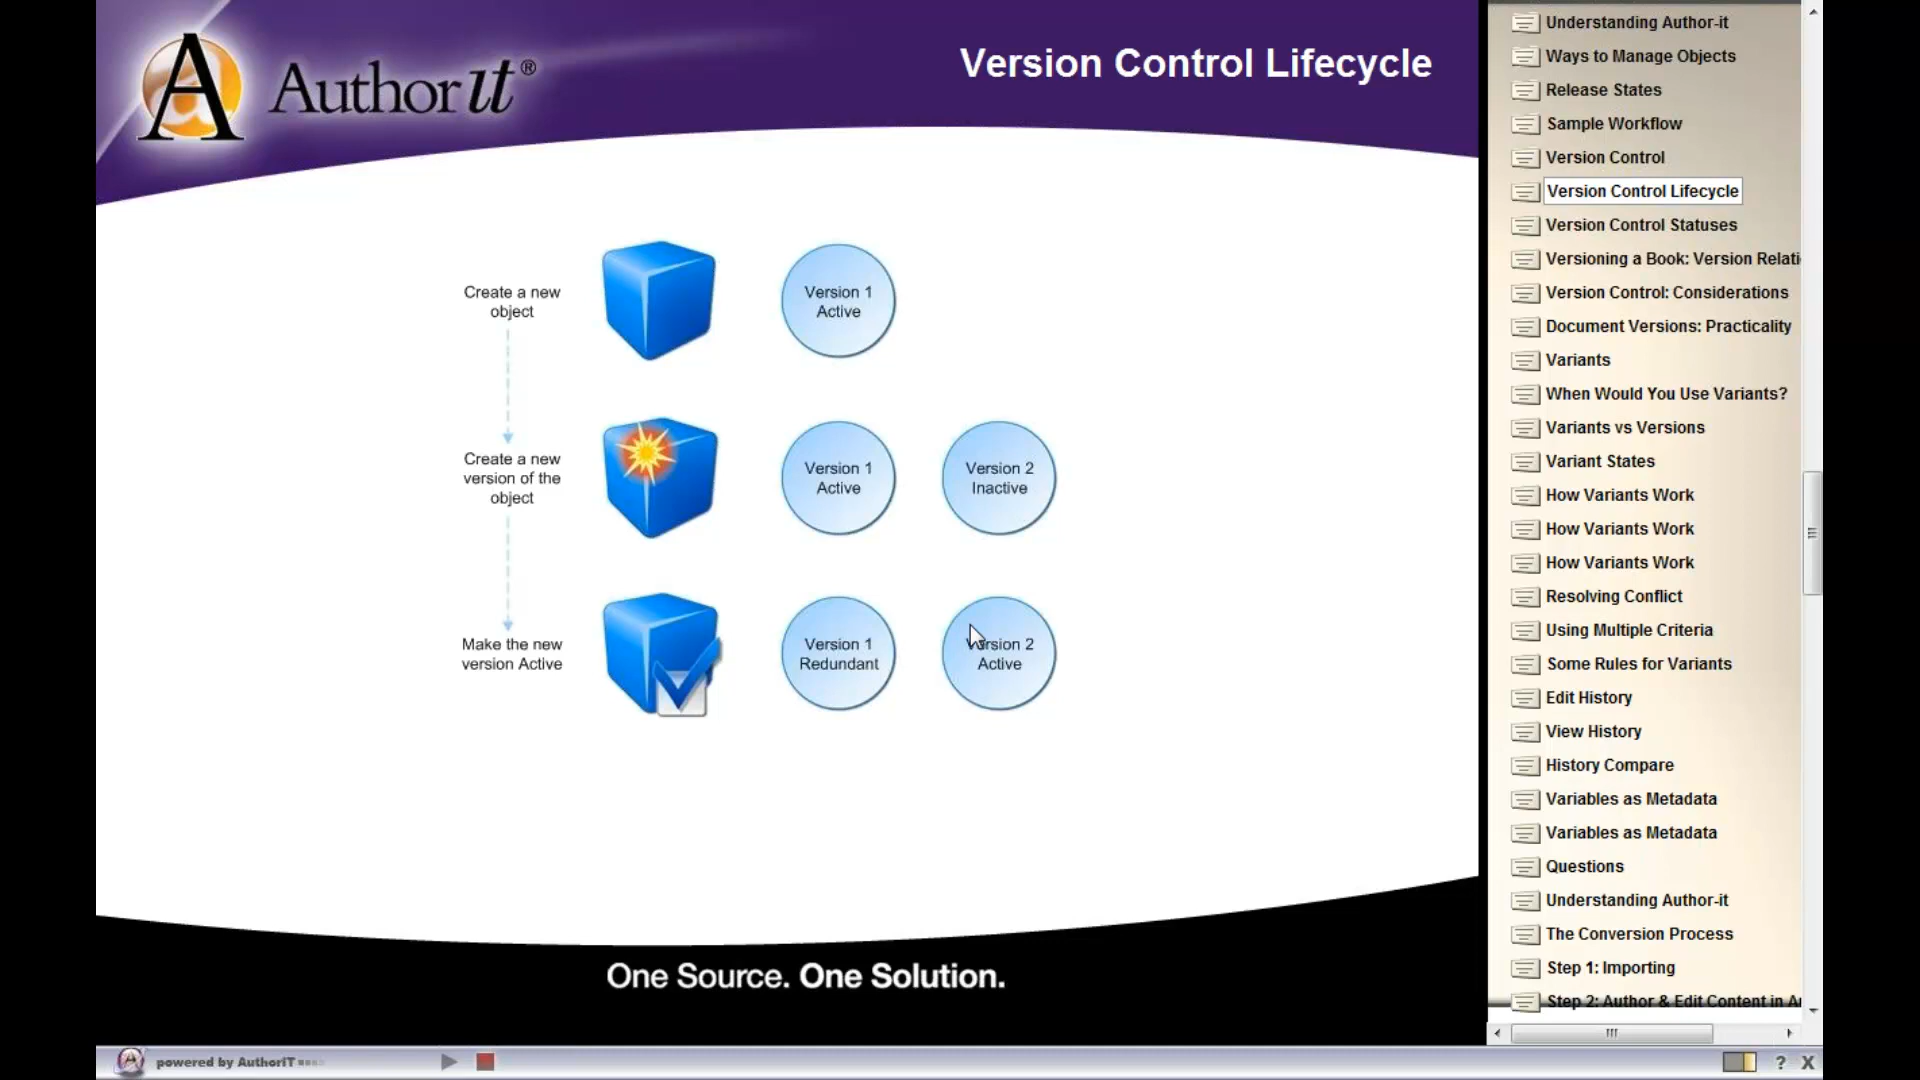 Author it®
Version Control Lifecycle
Create a new
object
Version 1
Active
Create a new
version of the
object
Version 1
Active
Version 2
Inactive
Make the new
version Active
Version 1
Redundant
Version 2
Active
One Source. One Solution.
Understanding Author-it
Ways to Manage Objects
Release States
Sample Workflow
Version Control
Version Control Lifecycle
Version Control Statuses
Versioning a Book: Version Relati
Version Control: Considerations
Document Versions: Practicality
Variants
When Would You Use Variants?
Variants vs Versions
Variant States
How Variants Work
How Variants Work
How Variants Work
Resolving Conflict
Using Multiple Criteria
Some Rules for Variants
Edit History
View History
History Compare
Variables as Metadata
Variables as Metadata
Questions
Understanding Author-it
The Conversion Process
Step 1: Importing
Step 2: Author & Edit Content in A
powered by AuthorIT
? X